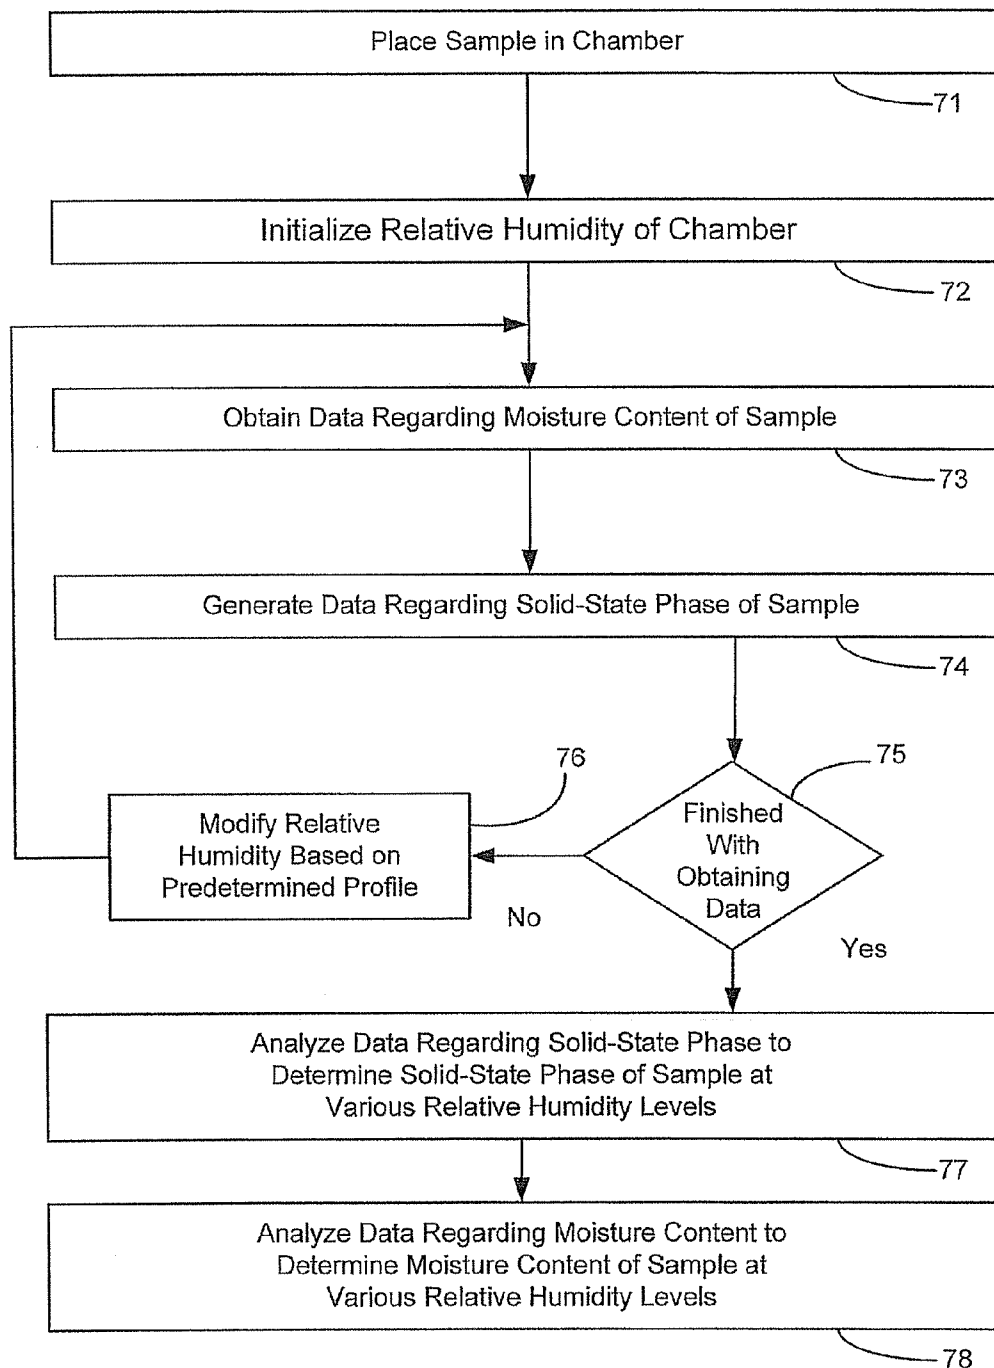 Place Sample in Chamber
71
Initialize Relative Humidity of Chamber
72
Obtain Data Regarding Moisture Content of Sample
73
Generate Data Regarding Solid-State Phase of Sample
74
76
75
Modify Relative
Humidity Based on
Predetermined Profile
Finished
With
Obtaining
Data
No
Yes
Analyze Data Regarding Solid-State Phase to
Determine Solid-State Phase of Sample at
Various Relative Humidity Levels
77
Analyze Data Regarding Moisture Content to
Determine Moisture Content of Sample at
Various Relative Humidity Levels
78